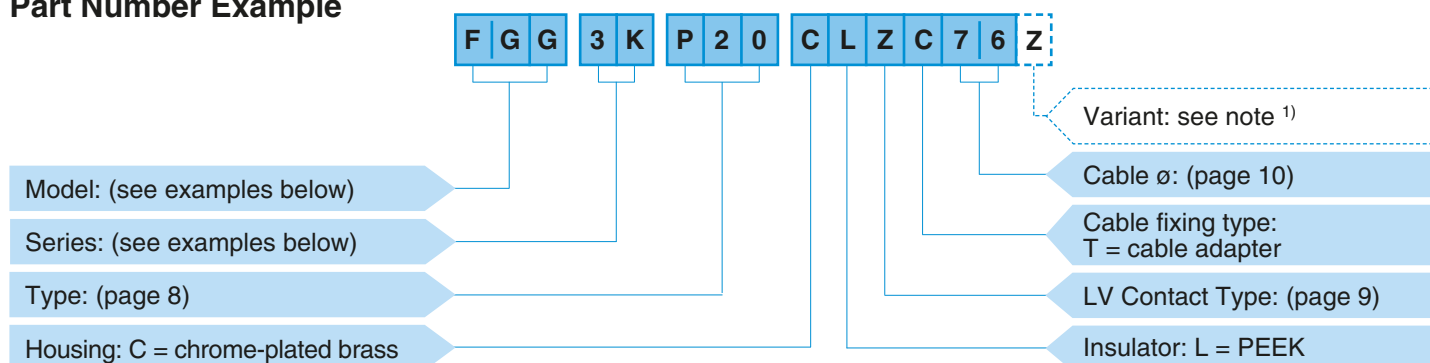 Part Number Example
F G G 3 K P 2 0 C L Z C 7 6 Z
Variant: see note 1)
Model: (see examples below)
Cable ø: (page 10)
Series: (see examples below)
Cable fixing type:
T = cable adapter
Type: (page 8)
LV Contact Type: (page 9)
Housing: C = chrome-plated brass
Insulator: L = PEEK